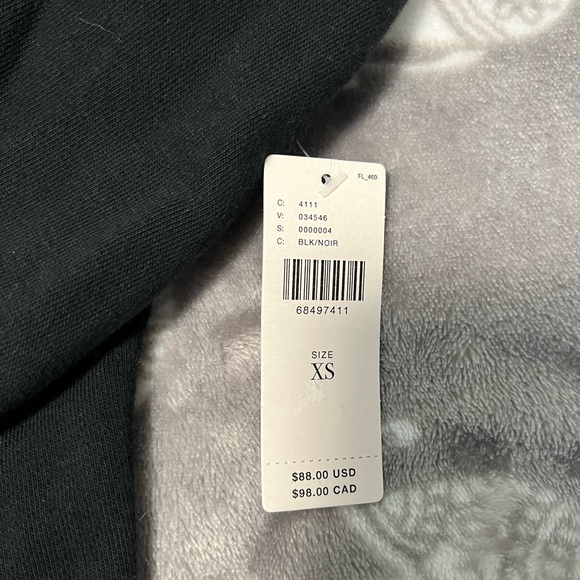 FL_469
C: 4111
V: 034546
S: 0000004
C: BLK/NOIR
68497411
SIZE
XS
$88.00 USD
$98.00 CAD